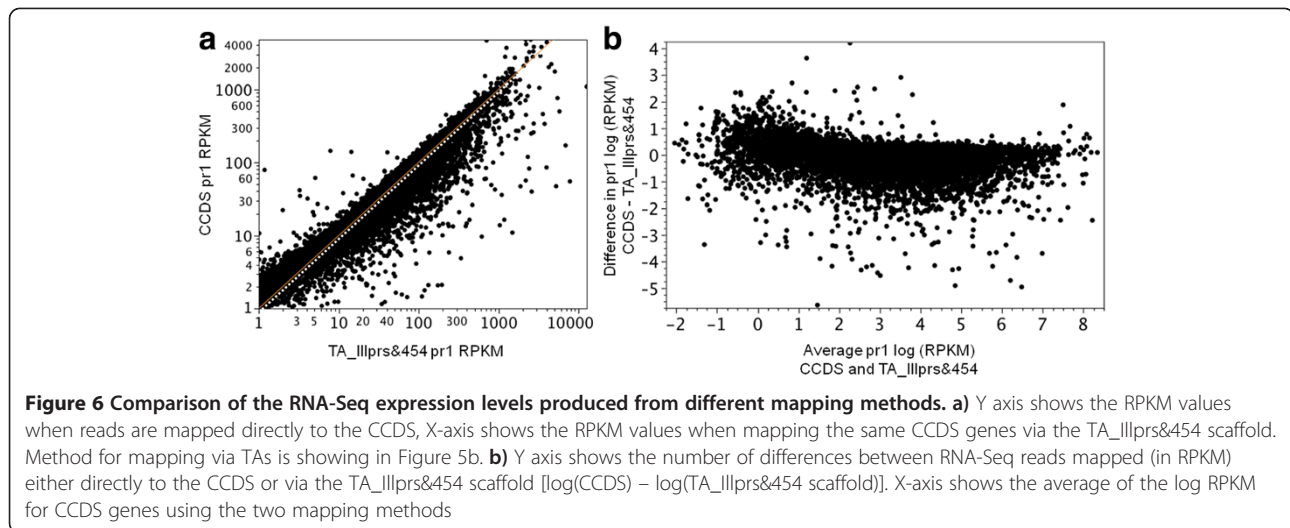 a
4000
2000
1000
600
300
100
60
30
10
6
4
2
1
CCDS pr1 RPKM
1 3 5 10 20 40 100 300 1000 10000
TA_IIIprs&454 pr1 RPKM
b
4
3
2
1
0
-1
-2
-3
-4
-5
Difference in pr1 log (RPKM)
CCDS - TA_IIIprs&454
-2 -1 0 1 2 3 4 5 6 7 8
Average pr1 log (RPKM)
CCDS and TA_IIIprs&454
Figure 6 Comparison of the RNA-Seq expression levels produced from different mapping methods. a) Y axis shows the RPKM values
when reads are mapped directly to the CCDS, X-axis shows the RPKM values when mapping the same CCDS genes via the TA_IIIprs&454 scaffold.
Method for mapping via TAs is showing in Figure 5b. b) Y axis shows the number of differences between RNA-Seq reads mapped (in RPKM)
either directly to the CCDS or via the TA_IIIprs&454 scaffold [log(CCDS) – log(TA_IIIprs&454 scaffold)]. X-axis shows the average of the log RPKM
for CCDS genes using the two mapping methods